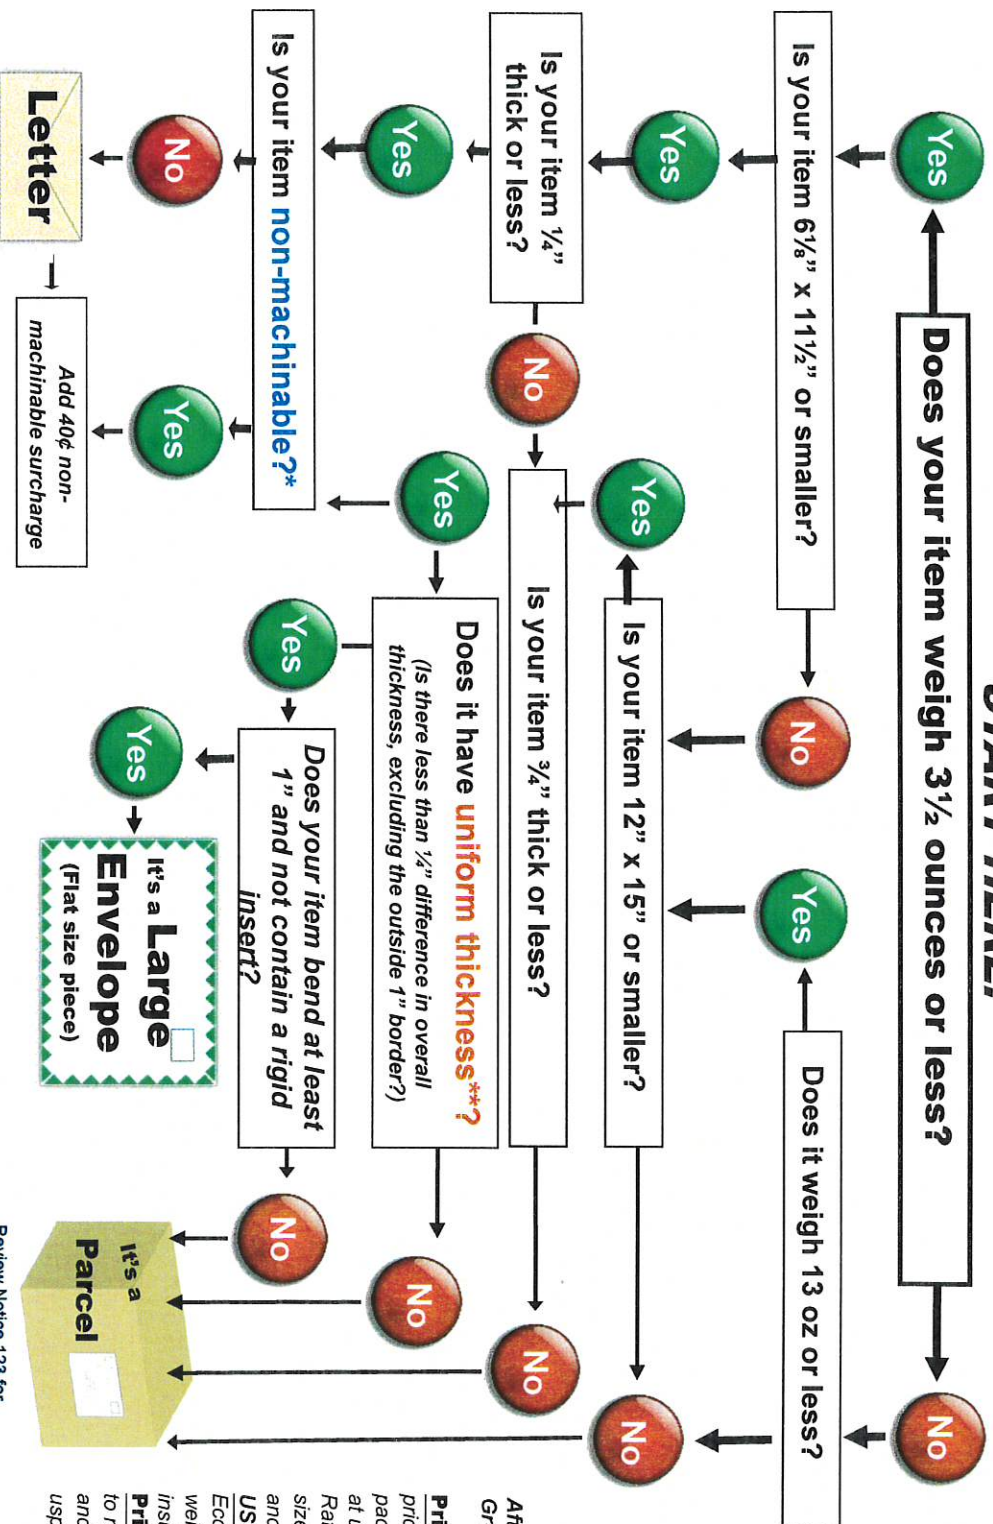 START HERE!
Does your item weigh 3½ ounces or less?
Yes
No
Is your item 6⅛” x 11½” or smaller?
No
Yes
Does it weigh 13 oz or less?
Yes
Is your item 12” x 15” or smaller?
No
Yes
Is your item ¼”
thick or less?
No
Is your item ¾” thick or less?
No
Yes
Yes
Does it have uniform thickness**?
(Is there less than ¼” difference in overall
thickness, excluding the outside 1” border?)
No
Is your item non-machinable?*
Yes
Does your item bend at least
1” and not contain a rigid
insert?
No
No
Yes
Yes
Letter
Add 40¢ non-
machinable surcharge
It’s a Large
Envelope
(Flat size piece)
It’s a
Parcel
Review Notice 123 for